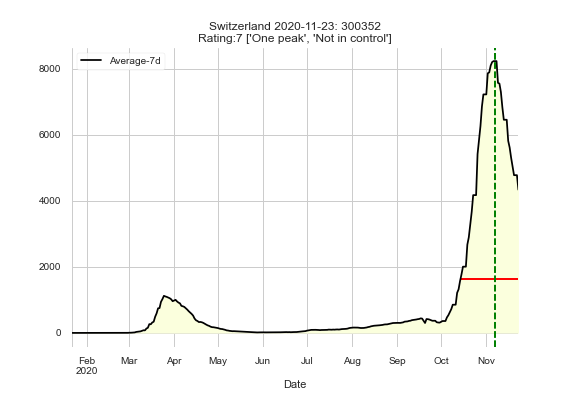 Switzerland 2020-11-23: 300352
Rating:7 ['One peak', 'Not in control']
Average-7d
8000
6000
4000
2000
0
Feb Mar Apr May Jun Jul Aug Sep Oct Nov
2020
Date